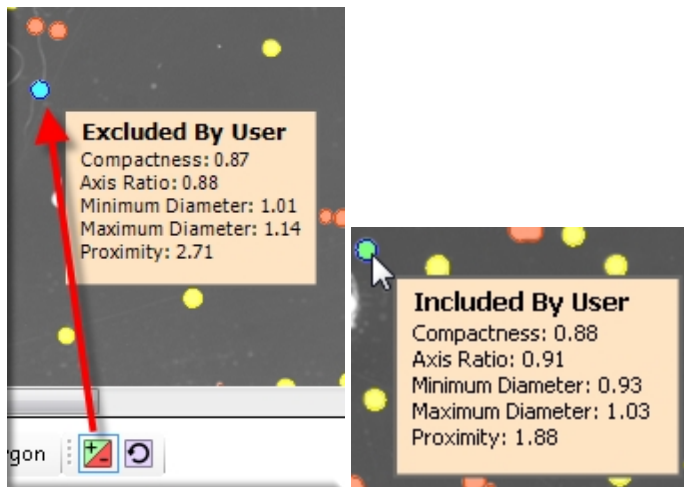 Excluded By User
Compactness: 0.87
Axis Ratio: 0.88
Minimum Diameter: 1.01
Maximum Diameter: 1.14
Proximity: 2.71
ygon
Included By User
Compactness: 0.88
Axis Ratio: 0.91
Minimum Diameter: 0.93
Maximum Diameter: 1.03
Proximity: 1.88